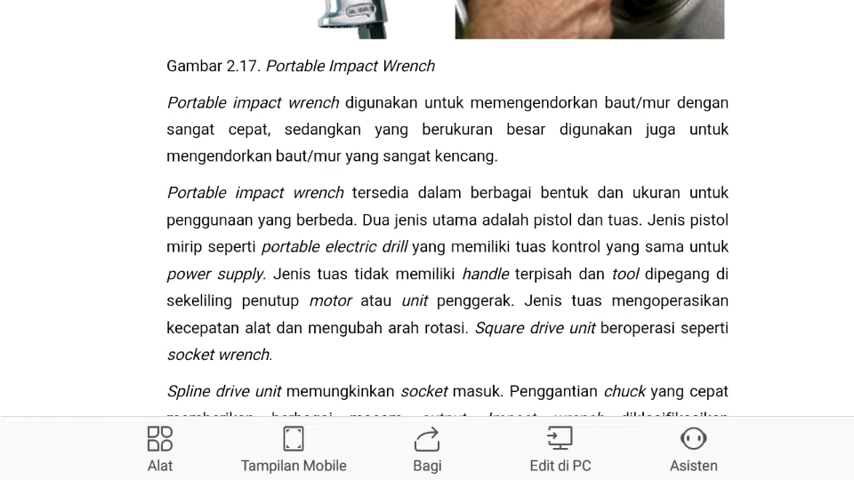 Gambar 2.17. Portable Impact Wrench
Portable impact wrench digunakan untuk memengendorkan baut/mur dengan
sangat cepat, sedangkan yang berukuran besar digunakan juga untuk
mengendorkan baut/mur yang sangat kencang.
Portable impact wrench tersedia dalam berbagai bentuk dan ukuran untuk
penggunaan yang berbeda. Dua jenis utama adalah pistol dan tuas. Jenis pistol
mirip seperti portable electric drill yang memiliki tuas kontrol yang sama untuk
power supply. Jenis tuas tidak memiliki handle terpisah dan tool dipegang di
sekeliling penutup motor atau unit penggerak. Jenis tuas mengoperasikan
kecepatan alat dan mengubah arah rotasi. Square drive unit beroperasi seperti
socket wrench.
Spline drive unit memungkinkan socket masuk. Penggantian chuck yang cepat
Alat
Tampilan Mobile
Bagi
Edit di PC
Asisten